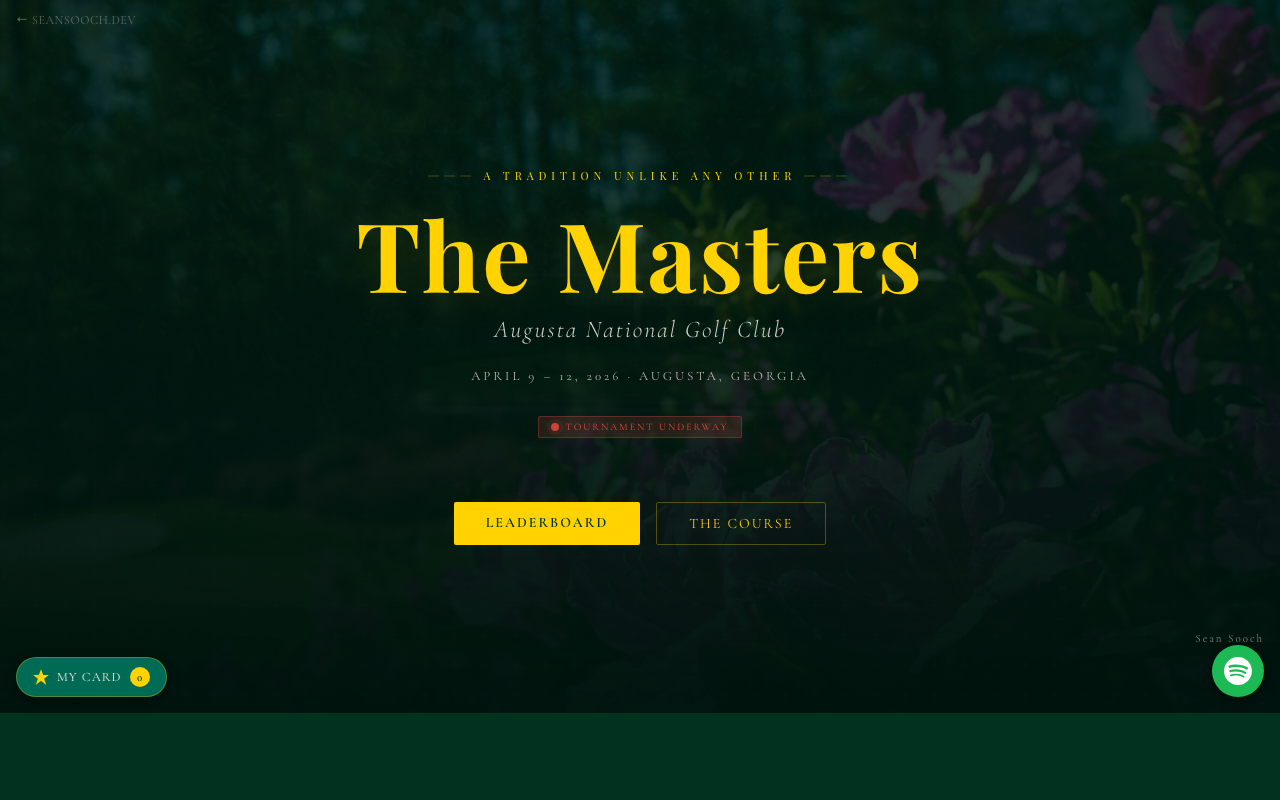 ← SEANSOOCH.DEV
——— A TRADITION UNLIKE ANY OTHER ———
The Masters
Augusta National Golf Club
APRIL 9 – 12, 2026 · AUGUSTA, GEORGIA
TOURNAMENT UNDERWAY
LEADERBOARD
THE COURSE
Sean Sooch
MY CARD 0